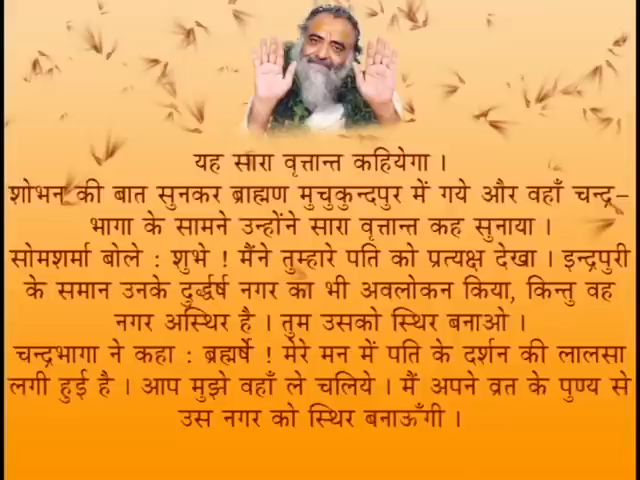 यह सारा वृत्तान्त कहियेगा ।
शोभन की बात सुनकर ब्राह्मण मुचुकुन्दपुर में गये और वहाँ चन्द्र-
भागा के सामने उन्होंने सारा वृत्तान्त कह सुनाया ।
सोमशर्मा बोले : शुभे ! मैंने तुम्हारे पति को प्रत्यक्ष देखा । इन्द्रपुरी
के समान उनके दुर्द्धर्ष नगर का भी अवलोकन किया, किन्तु वह
नगर अस्थिर है । तुम उसको स्थिर बनाओ ।
चन्द्रभागा ने कहा : ब्रह्मर्षे ! मेरे मन में पति के दर्शन की लालसा
लगी हुई है । आप मुझे वहाँ ले चलिये । मैं अपने व्रत के पुण्य से
उस नगर को स्थिर बनाऊँगी ।